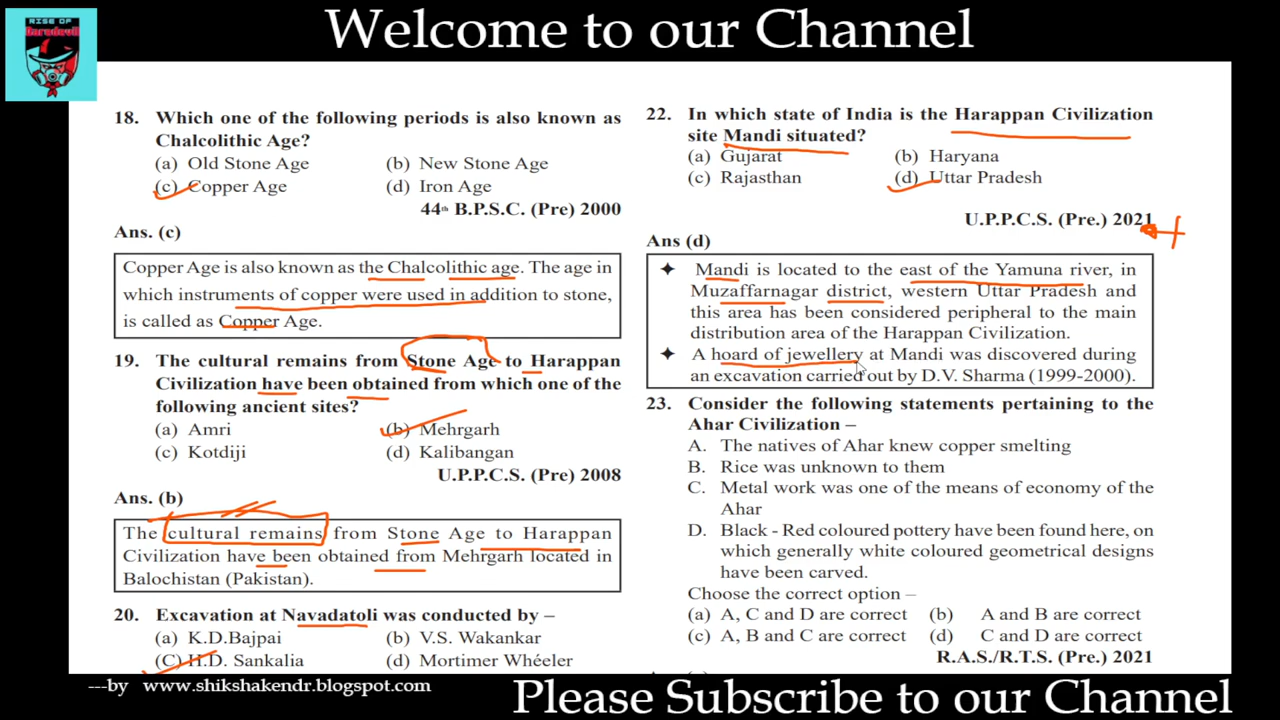 RISE OF
Daredevil
Welcome to our Channel
18. Which one of the following periods is also known as
Chalcolithic Age?
(a) Old Stone Age (b) New Stone Age
(c) Copper Age (d) Iron Age
44th B.P.S.C. (Pre) 2000
Ans. (c)
Copper Age is also known as the Chalcolithic age. The age in
which instruments of copper were used in addition to stone,
is called as Copper Age.
19. The cultural remains from Stone Age to Harappan
Civilization have been obtained from which one of the
following ancient sites?
(a) Amri (b) Mehrgarh
(c) Kotdiji (d) Kalibangan
U.P.P.C.S. (Pre) 2008
Ans. (b)
The cultural remains from Stone Age to Harappan
Civilization have been obtained from Mehrgarh located in
Balochistan (Pakistan).
20. Excavation at Navadatoli was conducted by –
(a) K.D.Bajpai (b) V.S. Wakankar
(C) H.D. Sankalia (d) Mortimer Whéeler
22. In which state of India is the Harappan Civilization
site Mandi situated?
(a) Gujarat (b) Haryana
(c) Rajasthan (d) Uttar Pradesh
U.P.P.C.S. (Pre.) 2021
Ans (d)
✦ Mandi is located to the east of the Yamuna river, in
Muzaffarnagar district, western Uttar Pradesh and
this area has been considered peripheral to the main
distribution area of the Harappan Civilization.
✦ A hoard of jewellery at Mandi was discovered during
an excavation carried out by D.V. Sharma (1999-2000).
23. Consider the following statements pertaining to the
Ahar Civilization –
A. The natives of Ahar knew copper smelting
B. Rice was unknown to them
C. Metal work was one of the means of economy of the
Ahar
D. Black - Red coloured pottery have been found here, on
which generally white coloured geometrical designs
have been carved.
Choose the correct option –
(a) A, C and D are correct (b) A and B are correct
(c) A, B and C are correct (d) C and D are correct
R.A.S./R.T.S. (Pre.) 2021
---by www.shikshakendr.blogspot.com
Please Subscribe to our Channel